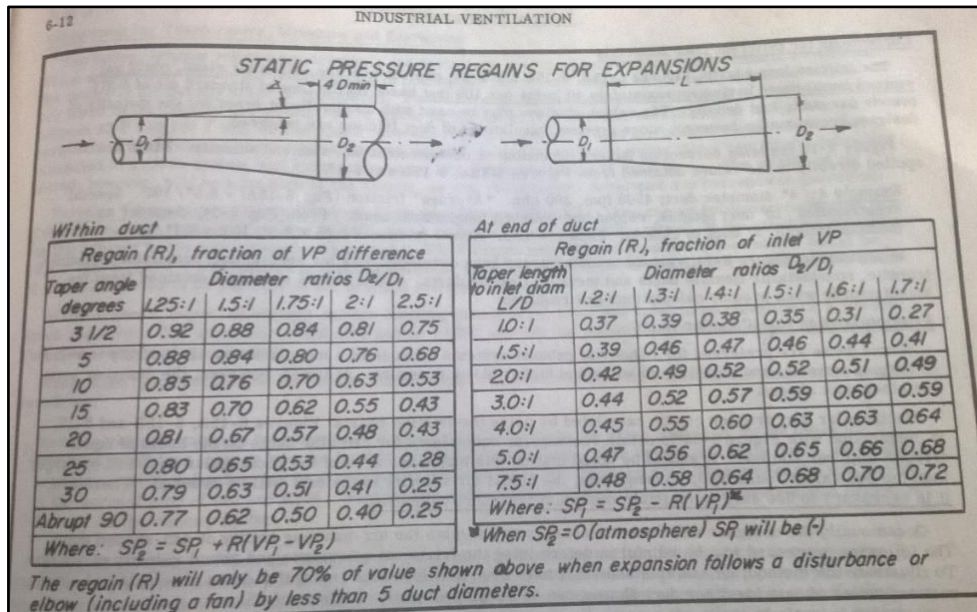 6-12
INDUSTRIAL VENTILATION
STATIC PRESSURE REGAINS FOR EXPANSIONS
4 D min
L
D₁
D₂
D₁
D₂
Within duct
Regain (R), fraction of VP difference
Taper angle degrees
Diameter ratios D₂/D₁
1.25:1 1.5:1 1.75:1 2:1 2.5:1
3 1/2 0.92 0.88 0.84 0.81 0.75
5 0.88 0.84 0.80 0.76 0.68
10 0.85 0.76 0.70 0.63 0.53
15 0.83 0.70 0.62 0.55 0.43
20 0.81 0.67 0.57 0.48 0.43
25 0.80 0.65 0.53 0.44 0.28
30 0.79 0.63 0.51 0.41 0.25
Abrupt 90 0.77 0.62 0.50 0.40 0.25
Where: SP₂ = SP₁ + R(VP₁ - VP₂)
At end of duct
Regain (R), fraction of inlet VP
Taper length to inlet diam L/D
Diameter ratios D₂/D₁
1.2:1 1.3:1 1.4:1 1.5:1 1.6:1 1.7:1
1.0:1 0.37 0.39 0.38 0.35 0.31 0.27
1.5:1 0.39 0.46 0.47 0.46 0.44 0.41
2.0:1 0.42 0.49 0.52 0.52 0.51 0.49
3.0:1 0.44 0.52 0.57 0.59 0.60 0.59
4.0:1 0.45 0.55 0.60 0.63 0.63 0.64
5.0:1 0.47 0.56 0.62 0.65 0.66 0.68
7.5:1 0.48 0.58 0.64 0.68 0.70 0.72
Where: SP₁ = SP₂ - R(VP₁)*
*When SP₂=0 (atmosphere) SP₁ will be (-)
The regain (R) will only be 70% of value shown above when expansion follows a disturbance or
elbow (including a fan) by less than 5 duct diameters.